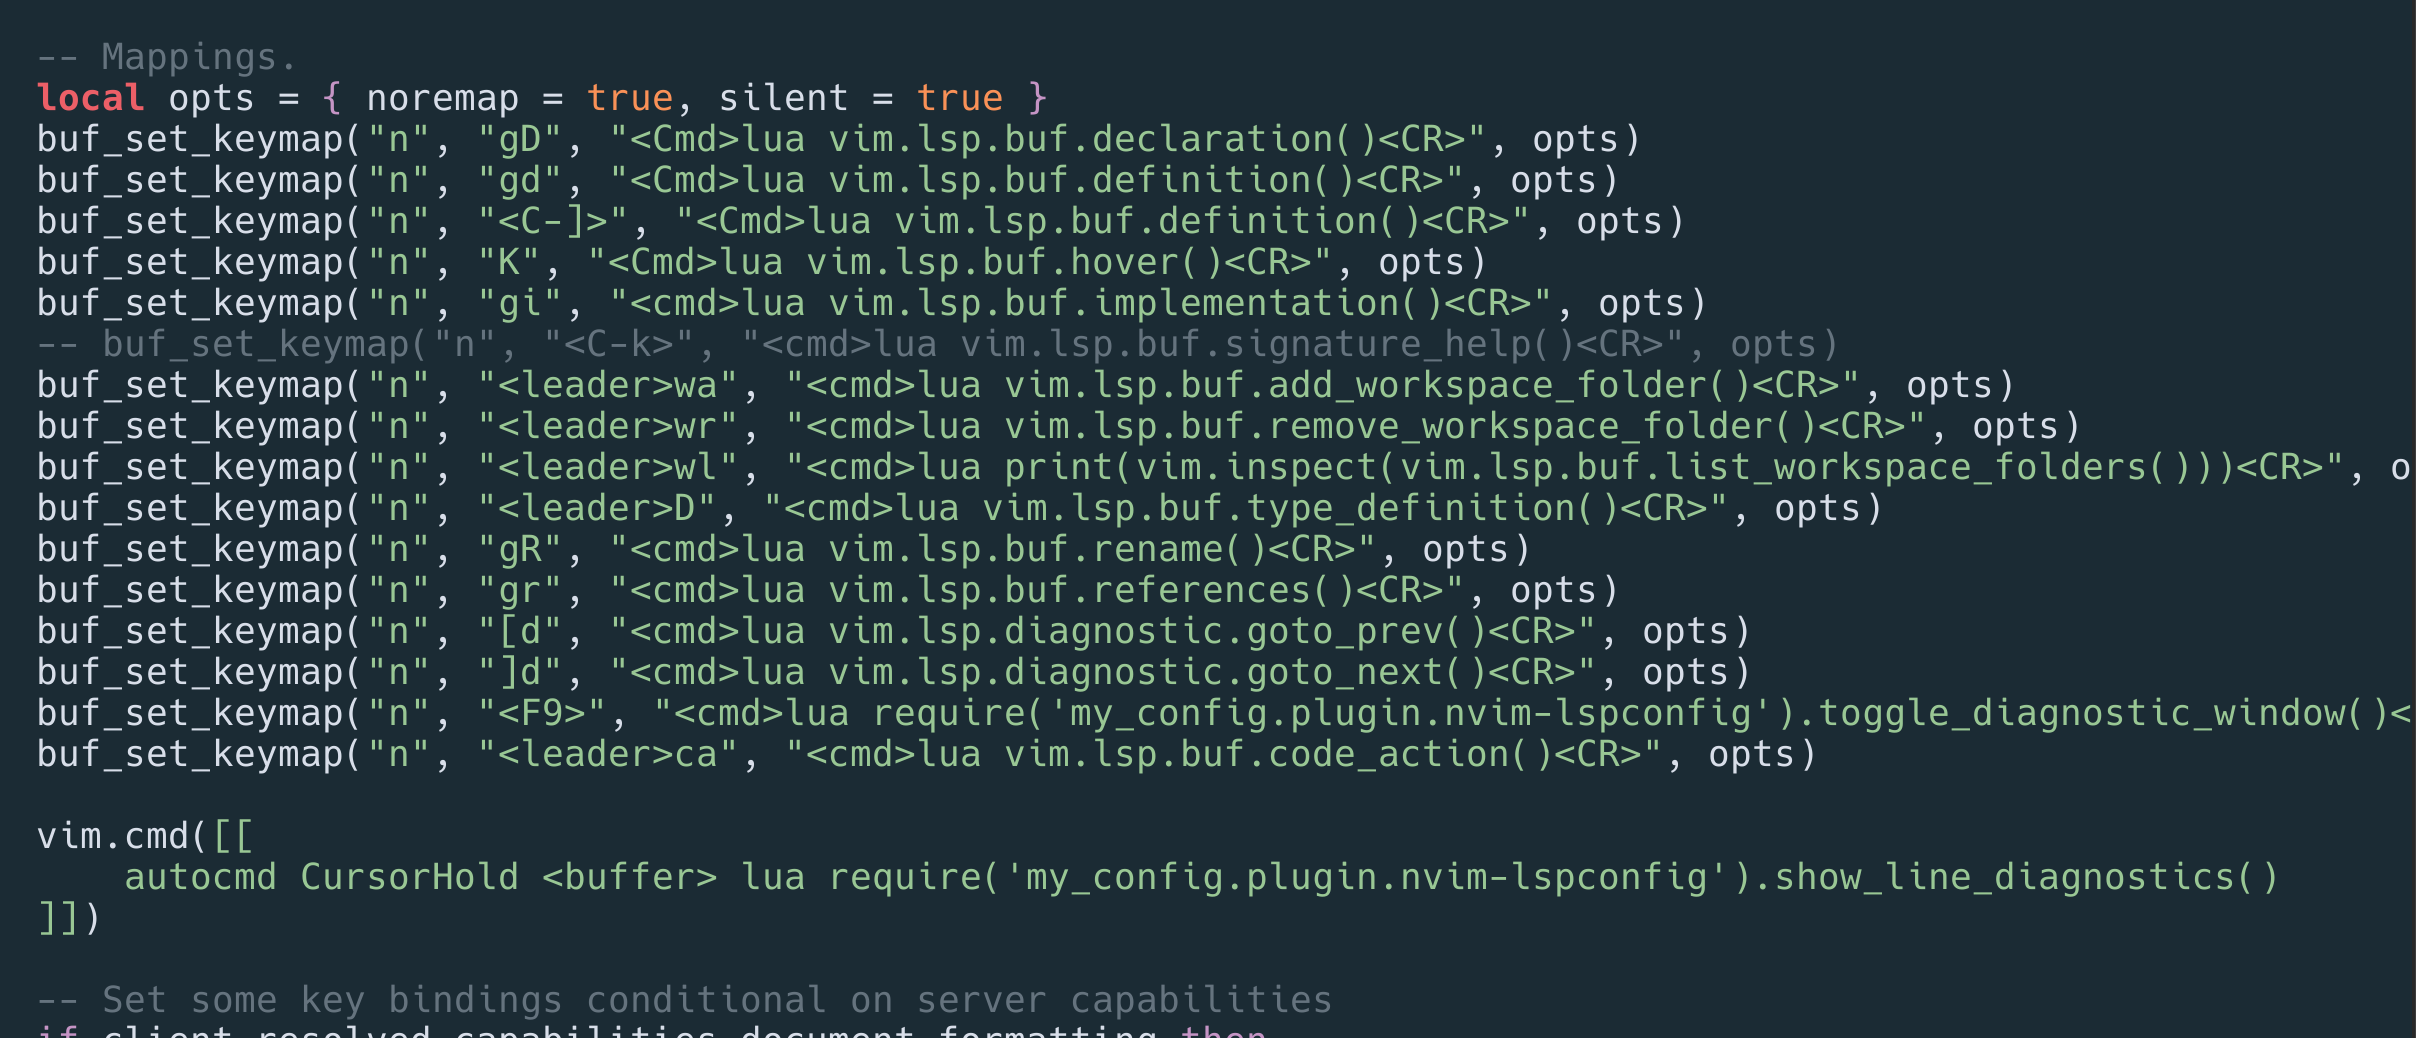 -- Mappings.
local opts = { noremap = true, silent = true }
buf_set_keymap("n", "gD", "<Cmd>lua vim.lsp.buf.declaration()<CR>", opts)
buf_set_keymap("n", "gd", "<Cmd>lua vim.lsp.buf.definition()<CR>", opts)
buf_set_keymap("n", "<C-]>", "<Cmd>lua vim.lsp.buf.definition()<CR>", opts)
buf_set_keymap("n", "K", "<Cmd>lua vim.lsp.buf.hover()<CR>", opts)
buf_set_keymap("n", "gi", "<cmd>lua vim.lsp.buf.implementation()<CR>", opts)
-- buf_set_keymap("n", "<C-k>", "<cmd>lua vim.lsp.buf.signature_help()<CR>", opts)
buf_set_keymap("n", "<leader>wa", "<cmd>lua vim.lsp.buf.add_workspace_folder()<CR>", opts)
buf_set_keymap("n", "<leader>wr", "<cmd>lua vim.lsp.buf.remove_workspace_folder()<CR>", opts)
buf_set_keymap("n", "<leader>wl", "<cmd>lua print(vim.inspect(vim.lsp.buf.list_workspace_folders()))<CR>", o
buf_set_keymap("n", "<leader>D", "<cmd>lua vim.lsp.buf.type_definition()<CR>", opts)
buf_set_keymap("n", "gR", "<cmd>lua vim.lsp.buf.rename()<CR>", opts)
buf_set_keymap("n", "gr", "<cmd>lua vim.lsp.buf.references()<CR>", opts)
buf_set_keymap("n", "[d", "<cmd>lua vim.lsp.diagnostic.goto_prev()<CR>", opts)
buf_set_keymap("n", "]d", "<cmd>lua vim.lsp.diagnostic.goto_next()<CR>", opts)
buf_set_keymap("n", "<F9>", "<cmd>lua require('my_config.plugin.nvim-lspconfig').toggle_diagnostic_window()<
buf_set_keymap("n", "<leader>ca", "<cmd>lua vim.lsp.buf.code_action()<CR>", opts)
vim.cmd([[
    autocmd CursorHold <buffer> lua require('my_config.plugin.nvim-lspconfig').show_line_diagnostics()
]])
-- Set some key bindings conditional on server capabilities
if client.resolved_capabilities.document_formatting then